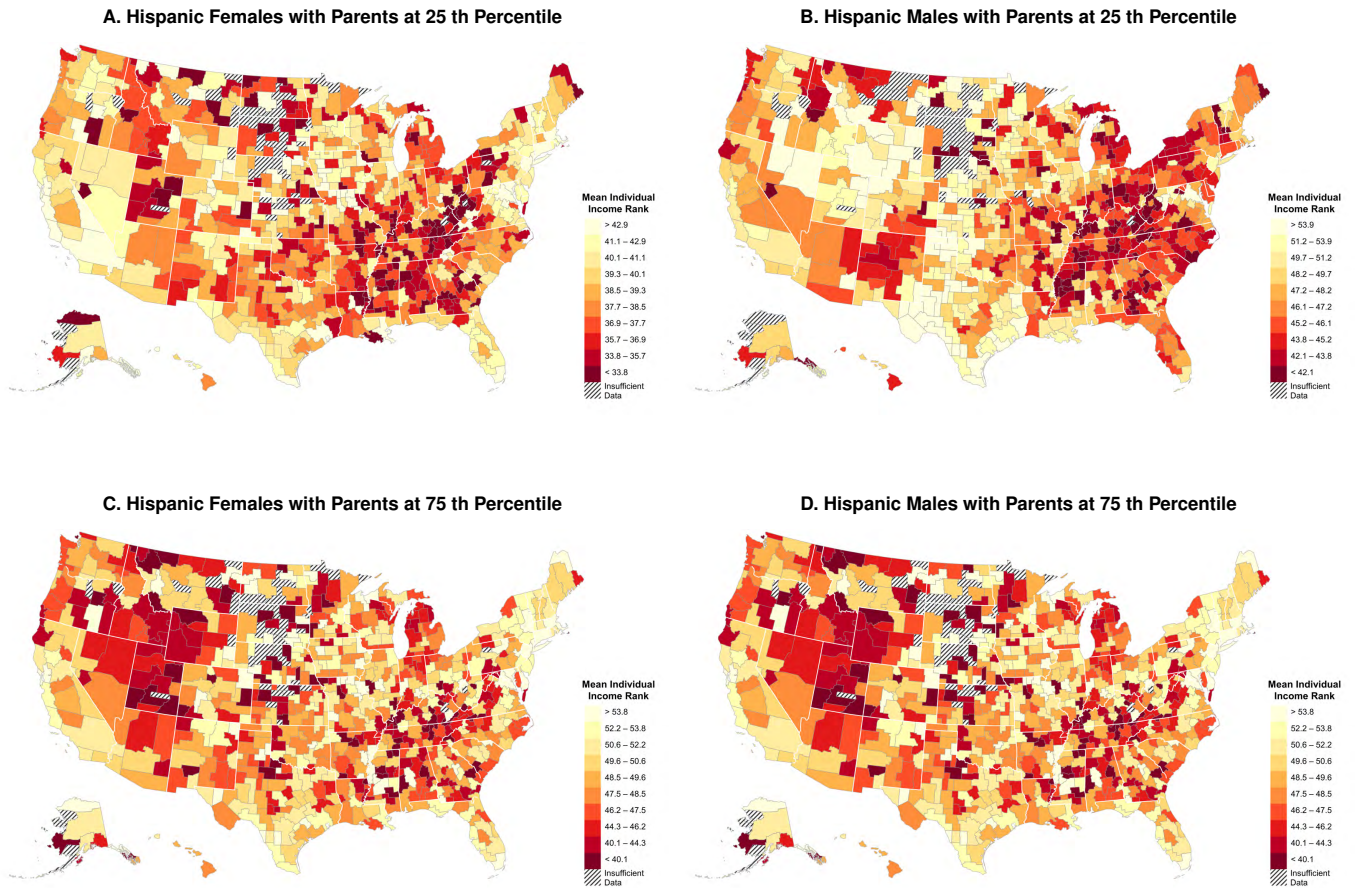 A. Hispanic Females with Parents at 25 th Percentile
Mean Individual
Income Rank
> 42.9
41.1 – 42.9
40.1 – 41.1
39.3 – 40.1
38.5 – 39.3
37.7 – 38.5
36.9 – 37.7
35.7 – 36.9
33.8 – 35.7
< 33.8
Insufficient
Data
B. Hispanic Males with Parents at 25 th Percentile
Mean Individual
Income Rank
> 53.9
51.2 – 53.9
49.7 – 51.2
48.2 – 49.7
47.2 – 48.2
46.1 – 47.2
45.2 – 46.1
43.8 – 45.2
42.1 – 43.8
< 42.1
Insufficient
Data
C. Hispanic Females with Parents at 75 th Percentile
Mean Individual
Income Rank
> 53.8
52.2 – 53.8
50.6 – 52.2
49.6 – 50.6
48.5 – 49.6
47.5 – 48.5
46.2 – 47.5
44.3 – 46.2
40.1 – 44.3
< 40.1
Insufficient
Data
D. Hispanic Males with Parents at 75 th Percentile
Mean Individual
Income Rank
> 53.8
52.2 – 53.8
50.6 – 52.2
49.6 – 50.6
48.5 – 49.6
47.5 – 48.5
46.2 – 47.5
44.3 – 46.2
40.1 – 44.3
< 40.1
Insufficient
Data